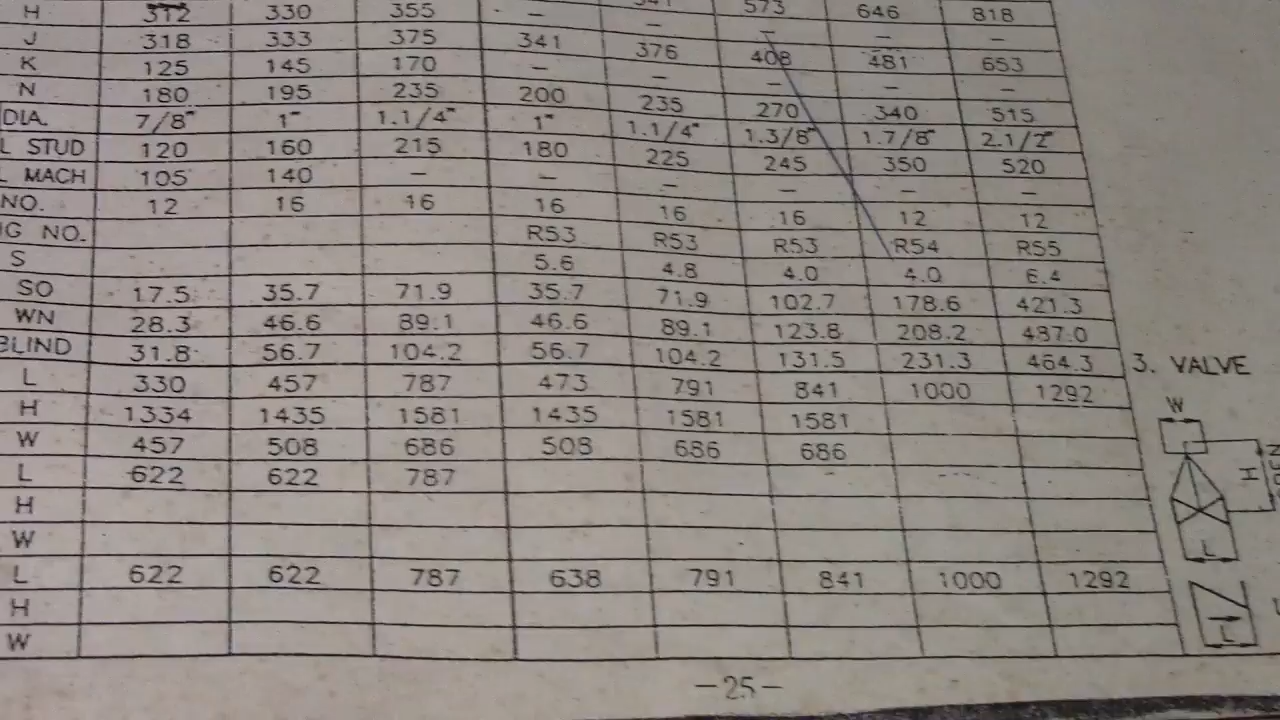 H 312 330 355 - - 573 646 818
J 318 333 375 341 376 408 481 653
K 125 145 170 - - - - -
N 180 195 235 200 235 270 340 515
DIA. 7/8" 1" 1.1/4" 1" 1.1/4" 1.3/8" 1.7/8" 2.1/2"
L STUD 120 160 215 180 225 245 350 520
MACH 105 140 - - - - - -
NO. 12 16 16 16 16 16 12 12
G NO. R53 R53 R53 R54 R55
S 5.6 4.8 4.0 4.0 6.4
SO 17.5 35.7 71.9 35.7 71.9 102.7 178.6 421.3
WN 28.3 46.6 89.1 46.6 89.1 123.8 208.2 487.0
BLIND 31.8 56.7 104.2 56.7 104.2 131.5 231.3 464.3
L 330 457 787 473 791 841 1000 1292
H 1334 1435 1581 1435 1581 1581
W 457 508 686 508 686 686
L 622 622 787
H
W
L 622 622 787 638 791 841 1000 1292
H
W
3. VALVE
W
H
L
L
-25-